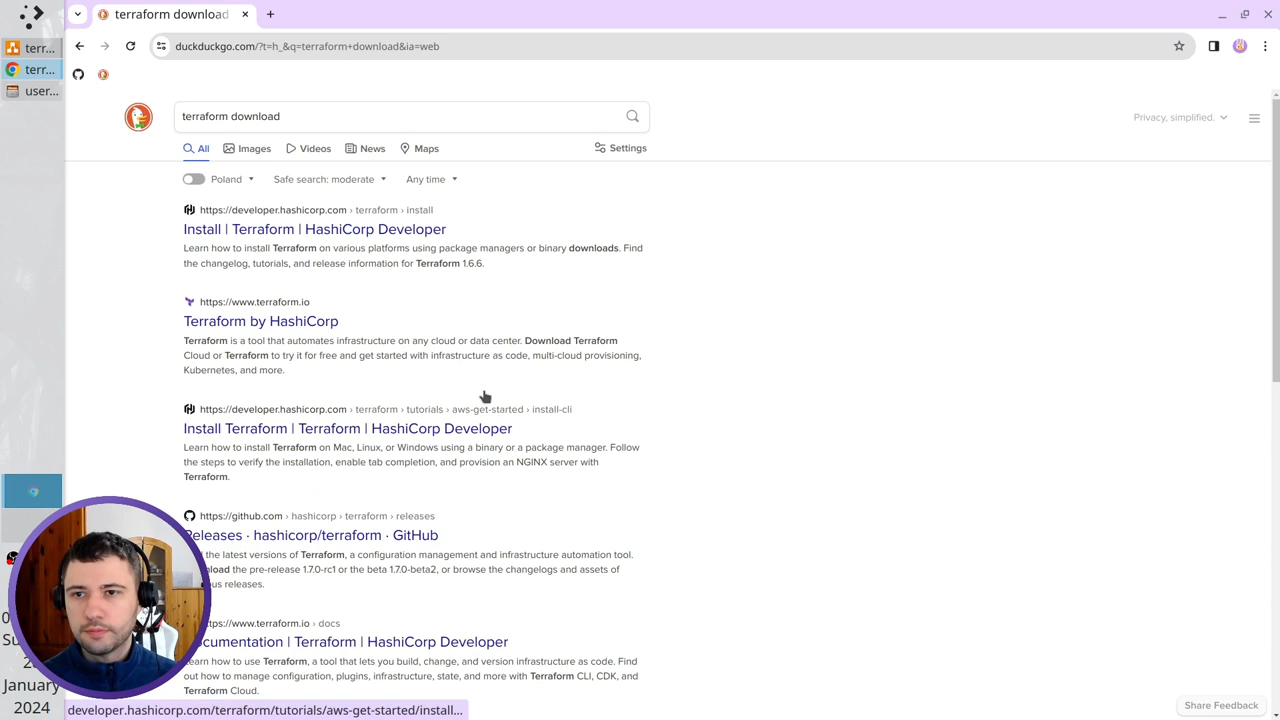 terraform download
terr...
terr...
user...
duckduckgo.com/?t=h_&q=terraform+download&ia=web
terraform download
Privacy, simplified.
All
Images
Videos
News
Maps
Settings
Poland
Safe search: moderate
Any time
https://developer.hashicorp.com › terraform › install
Install | Terraform | HashiCorp Developer
Learn how to install Terraform on various platforms using package managers or binary downloads. Find
the changelog, tutorials, and release information for Terraform 1.6.6.
https://www.terraform.io
Terraform by HashiCorp
Terraform is a tool that automates infrastructure on any cloud or data center. Download Terraform
Cloud or Terraform to try it for free and get started with infrastructure as code, multi-cloud provisioning,
Kubernetes, and more.
https://developer.hashicorp.com › terraform › tutorials › aws-get-started › install-cli
Install Terraform | Terraform | HashiCorp Developer
Learn how to install Terraform on Mac, Linux, or Windows using a binary or a package manager. Follow
the steps to verify the installation, enable tab completion, and provision an NGINX server with
Terraform.
https://github.com › hashicorp › terraform › releases
Releases · hashicorp/terraform · GitHub
the latest versions of Terraform, a configuration management and infrastructure automation tool.
the pre-release 1.7.0-rc1 or the beta 1.7.0-beta2, or browse the changelogs and assets of
releases.
www.terraform.io › docs
Documentation | Terraform | HashiCorp Developer
Learn how to use Terraform, a tool that lets you build, change, and version infrastructure as code. Find
out how to manage configuration, plugins, infrastructure, state, and more with Terraform CLI, CDK, and
Terraform Cloud.
January
2024
developer.hashicorp.com/terraform/tutorials/aws-get-started/install...
Share Feedback